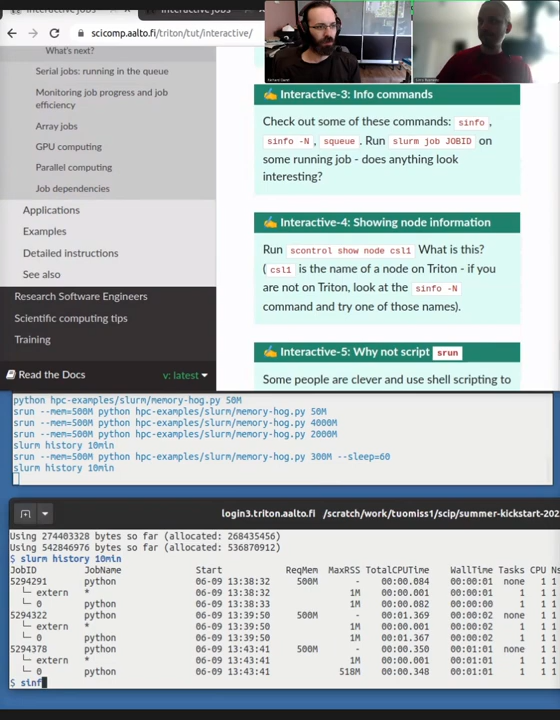 scicomp.aalto.fi/triton/tut/interactive/
What's next?
Serial jobs: running in the queue
Monitoring job progress and job
efficiency
Array jobs
GPU computing
Parallel computing
Job dependencies
Applications
Examples
Detailed instructions
See also
Research Software Engineers
Scientific computing tips
Training
Read the Docs
v: latest
✍ Interactive-3: Info commands
Check out some of these commands: sinfo ,
sinfo -N , squeue . Run slurm job JOBID on
some running job - does anything look
interesting?
✍ Interactive-4: Showing node information
Run scontrol show node csl1 What is this?
( csl1 is the name of a node on Triton - if you
are not on Triton, look at the sinfo -N
command and try one of those names).
✍ Interactive-5: Why not script srun
Some people are clever and use shell scripting to
python hpc-examples/slurm/memory-hog.py 50M
srun --mem=500M python hpc-examples/slurm/memory-hog.py 50M
srun --mem=500M python hpc-examples/slurm/memory-hog.py 4000M
srun --mem=500M python hpc-examples/slurm/memory-hog.py 2000M
slurm history 10min
srun --mem=500M python hpc-examples/slurm/memory-hog.py 300M --sleep=60
slurm history 10min
login3.triton.aalto.fi /scratch/work/tuomiss1/scip/summer-kickstart-202
Using 274403328 bytes so far (allocated: 268435456)
Using 542846976 bytes so far (allocated: 536870912)
$ slurm history 10min
JobID JobName Start ReqMem MaxRSS TotalCPUTime WallTime Tasks CPU Ns
5294291 python 06-09 13:38:32 500M - 00:00.084 00:00:01 none 1 1
└─ extern * 06-09 13:38:32 1M 00:00.001 00:00:01 1 1 1
└─ 0 python 06-09 13:38:33 1M 00:00.082 00:00:00 1 1 1
5294322 python 06-09 13:39:50 500M - 00:01.369 00:00:02 none 1 1
└─ extern * 06-09 13:39:50 1M 00:00.001 00:00:02 1 1 1
└─ 0 python 06-09 13:39:50 1M 00:01.367 00:00:02 1 1 1
5294378 python 06-09 13:43:41 500M - 00:00.350 00:00:01 none 1 1
└─ extern * 06-09 13:43:41 1M 00:00.001 00:00:01 1 1 1
└─ 0 python 06-09 13:43:41 518M 00:00.348 00:00:01 1 1 1
$ sinf